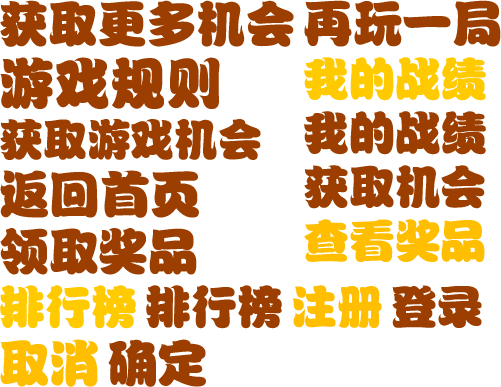 获取更多机会 再玩一局
游戏规则 我的战绩
获取游戏机会 我的战绩
返回首页 获取机会
领取奖品 查看奖品
排行榜 排行榜 注册 登录
取消 确定